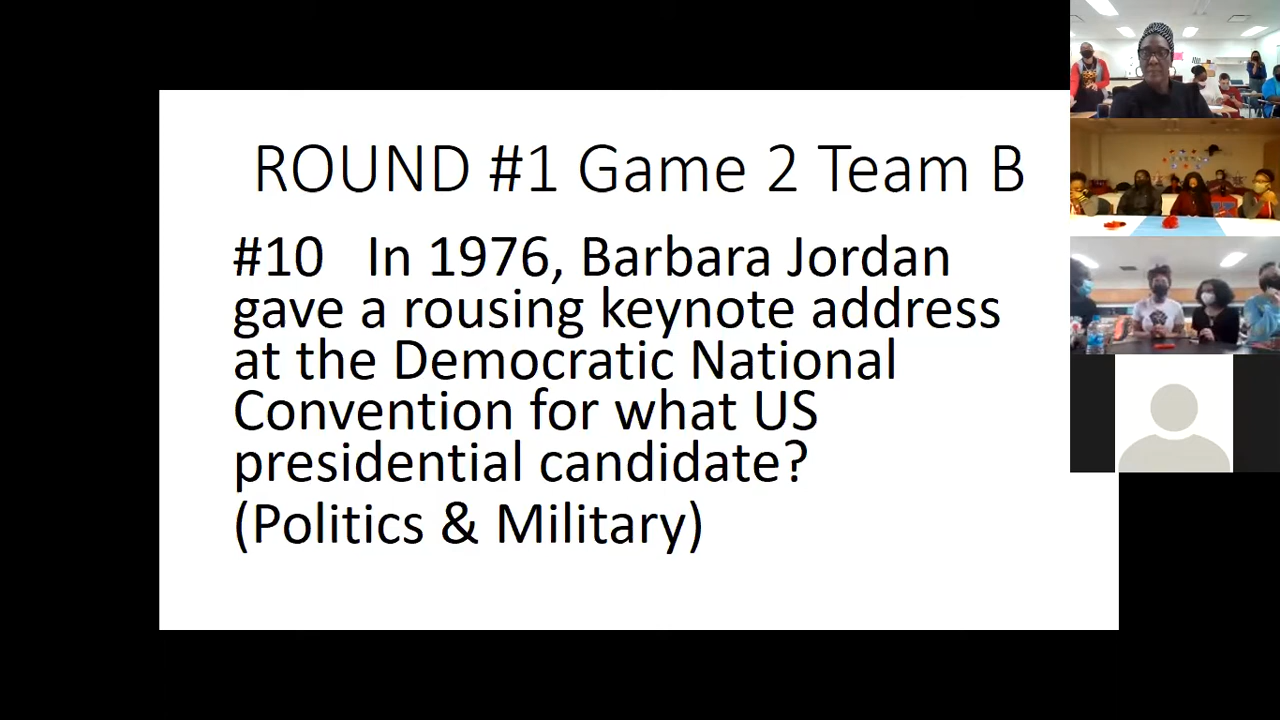 ROUND #1 Game 2 Team B
#10 In 1976, Barbara Jordan
gave a rousing keynote address
at the Democratic National
Convention for what US
presidential candidate?
(Politics & Military)